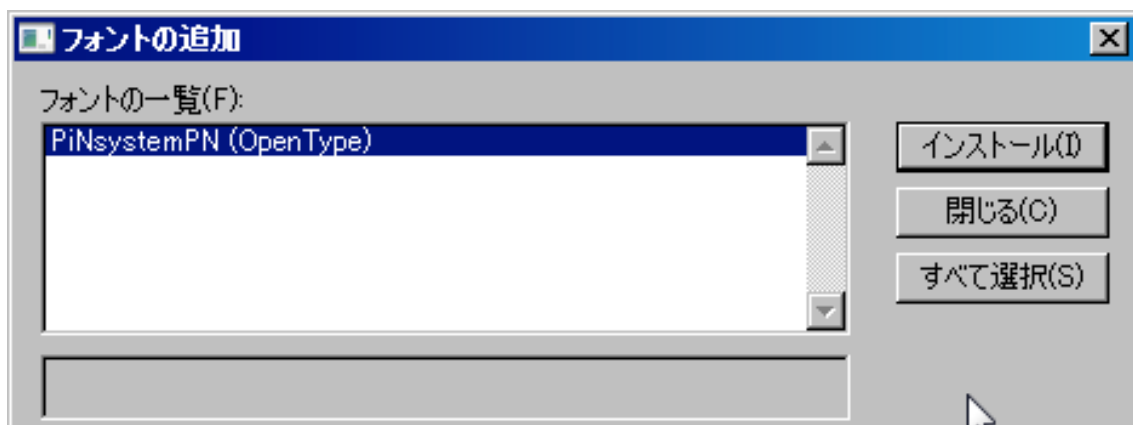 フォントの追加
フォントの一覧(F):
PiNsystemPN (OpenType)
インストール(I)
閉じる(C)
すべて選択(S)